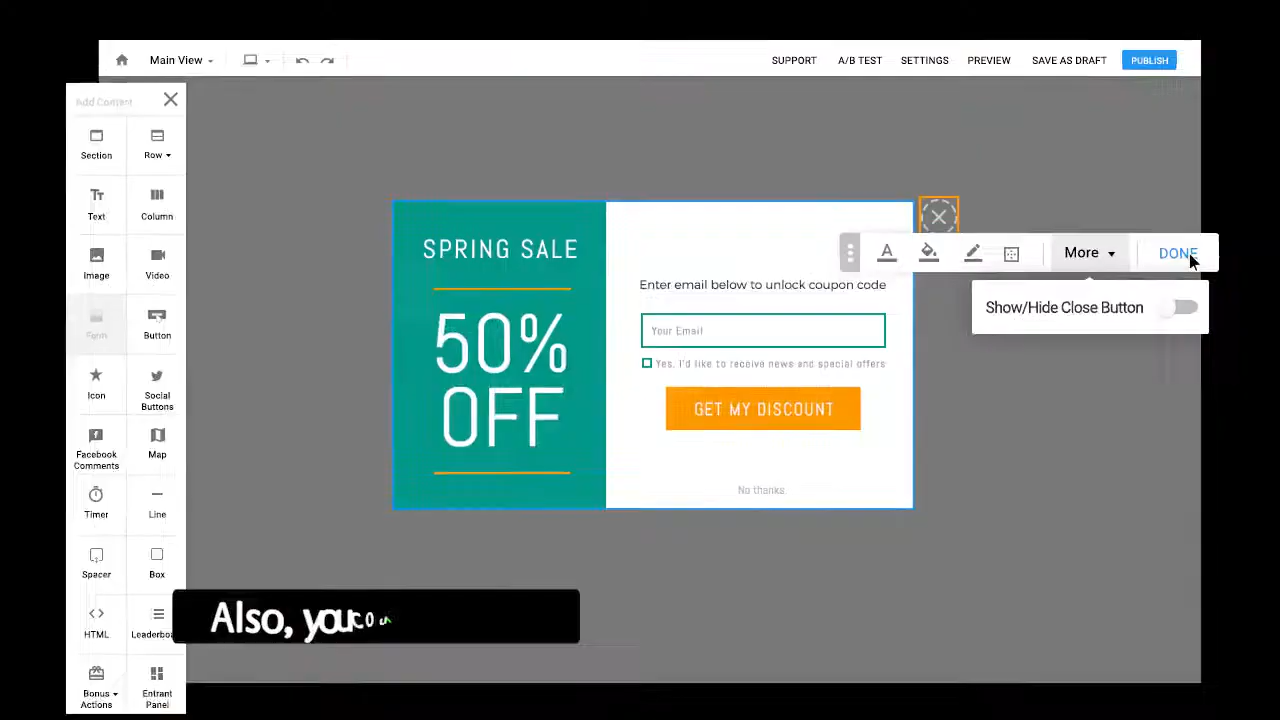 Main View
SUPPORT
A/B TEST
SETTINGS
PREVIEW
SAVE AS DRAFT
PUBLISH
Add Content
Section
Row
Text
Column
Image
Video
Form
Button
Icon
Social
Buttons
Facebook
Comments
Map
Timer
Line
Spacer
Box
HTML
Bonus
Actions
Entrant
Panel
SPRING SALE
50%
OFF
Enter email below to unlock coupon code
Your Email
Yes, I'd like to receive news and special offers
GET MY DISCOUNT
No thanks.
A
More
DONE
Show/Hide Close Button
Also, you